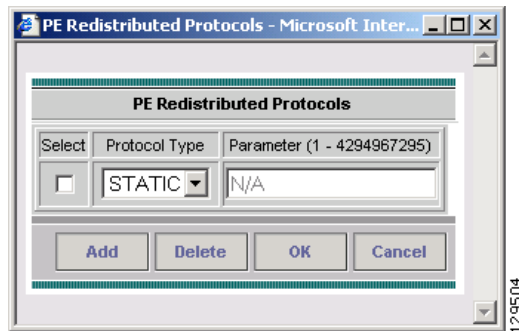 PE Redistributed Protocols - Microsoft Inter...
PE Redistributed Protocols
Select Protocol Type Parameter (1 - 4294967295)
STATIC N/A
Add Delete OK Cancel
129504